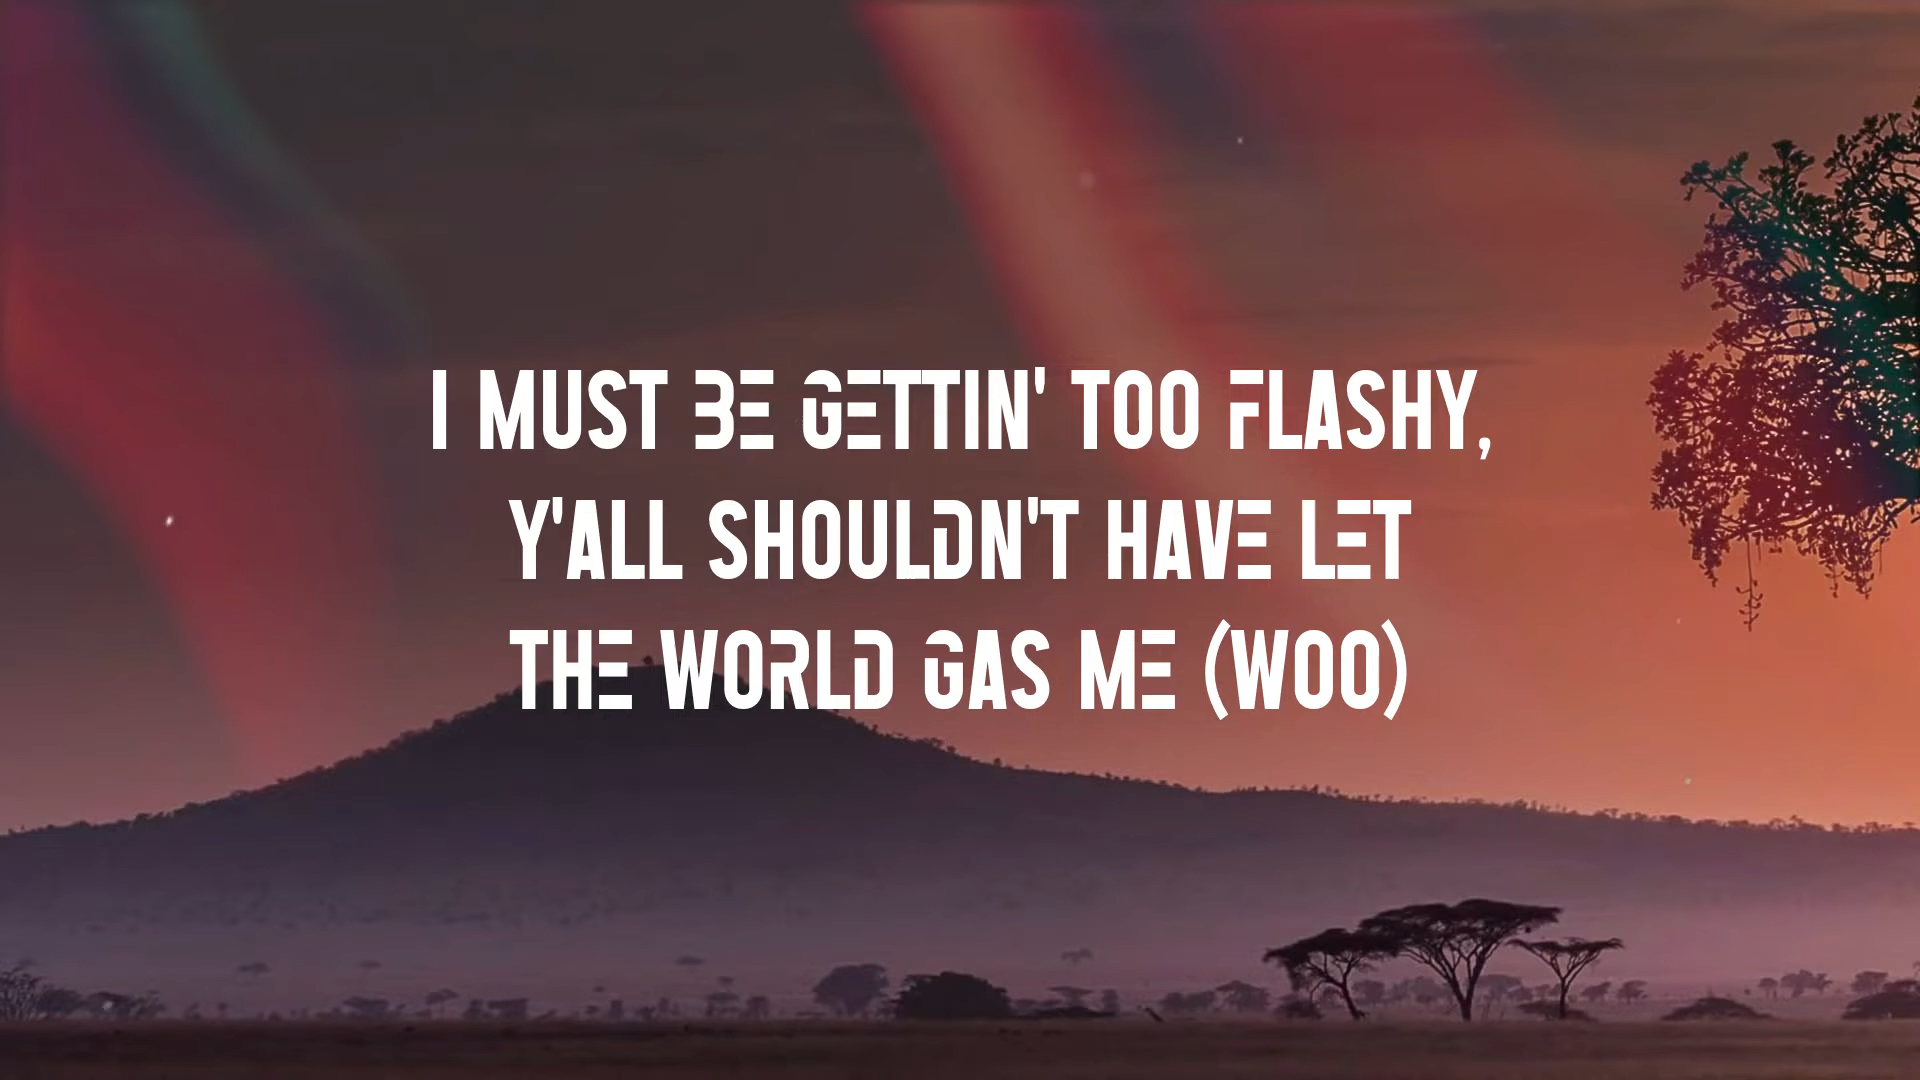 I MUST BE GETTIN' TOO FLASHY,
Y'ALL SHOULDN'T HAVE LET
THE WORLD GAS ME (WOO)